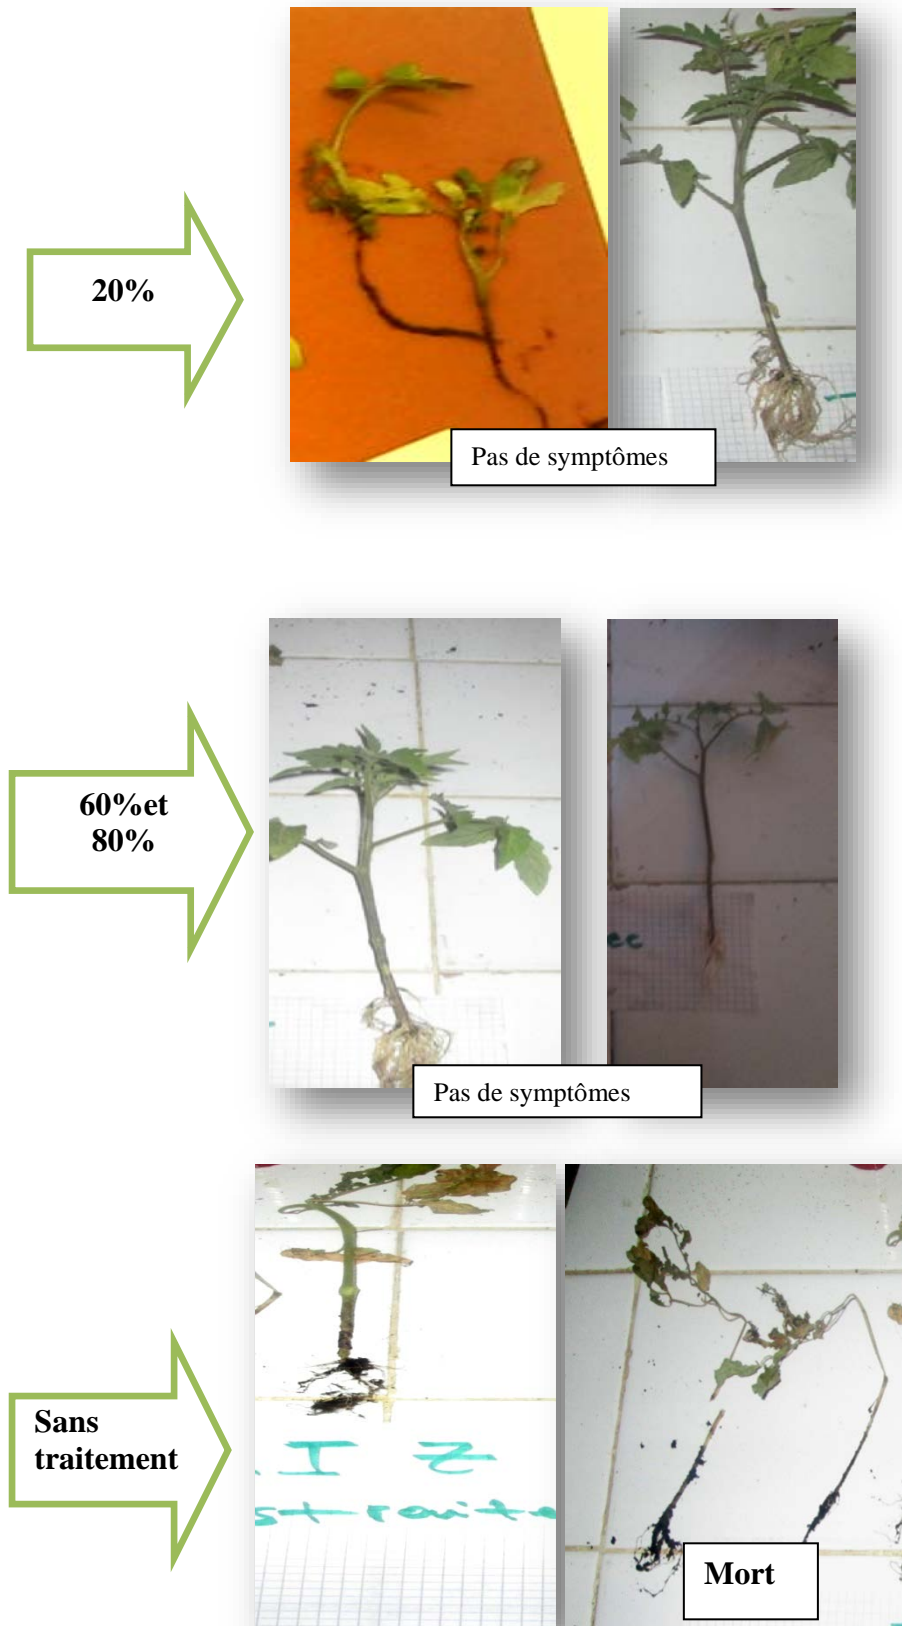 20%
Pas de symptômes
60%et
80%
Pas de symptômes
Sans
traitement
I Z
Mort